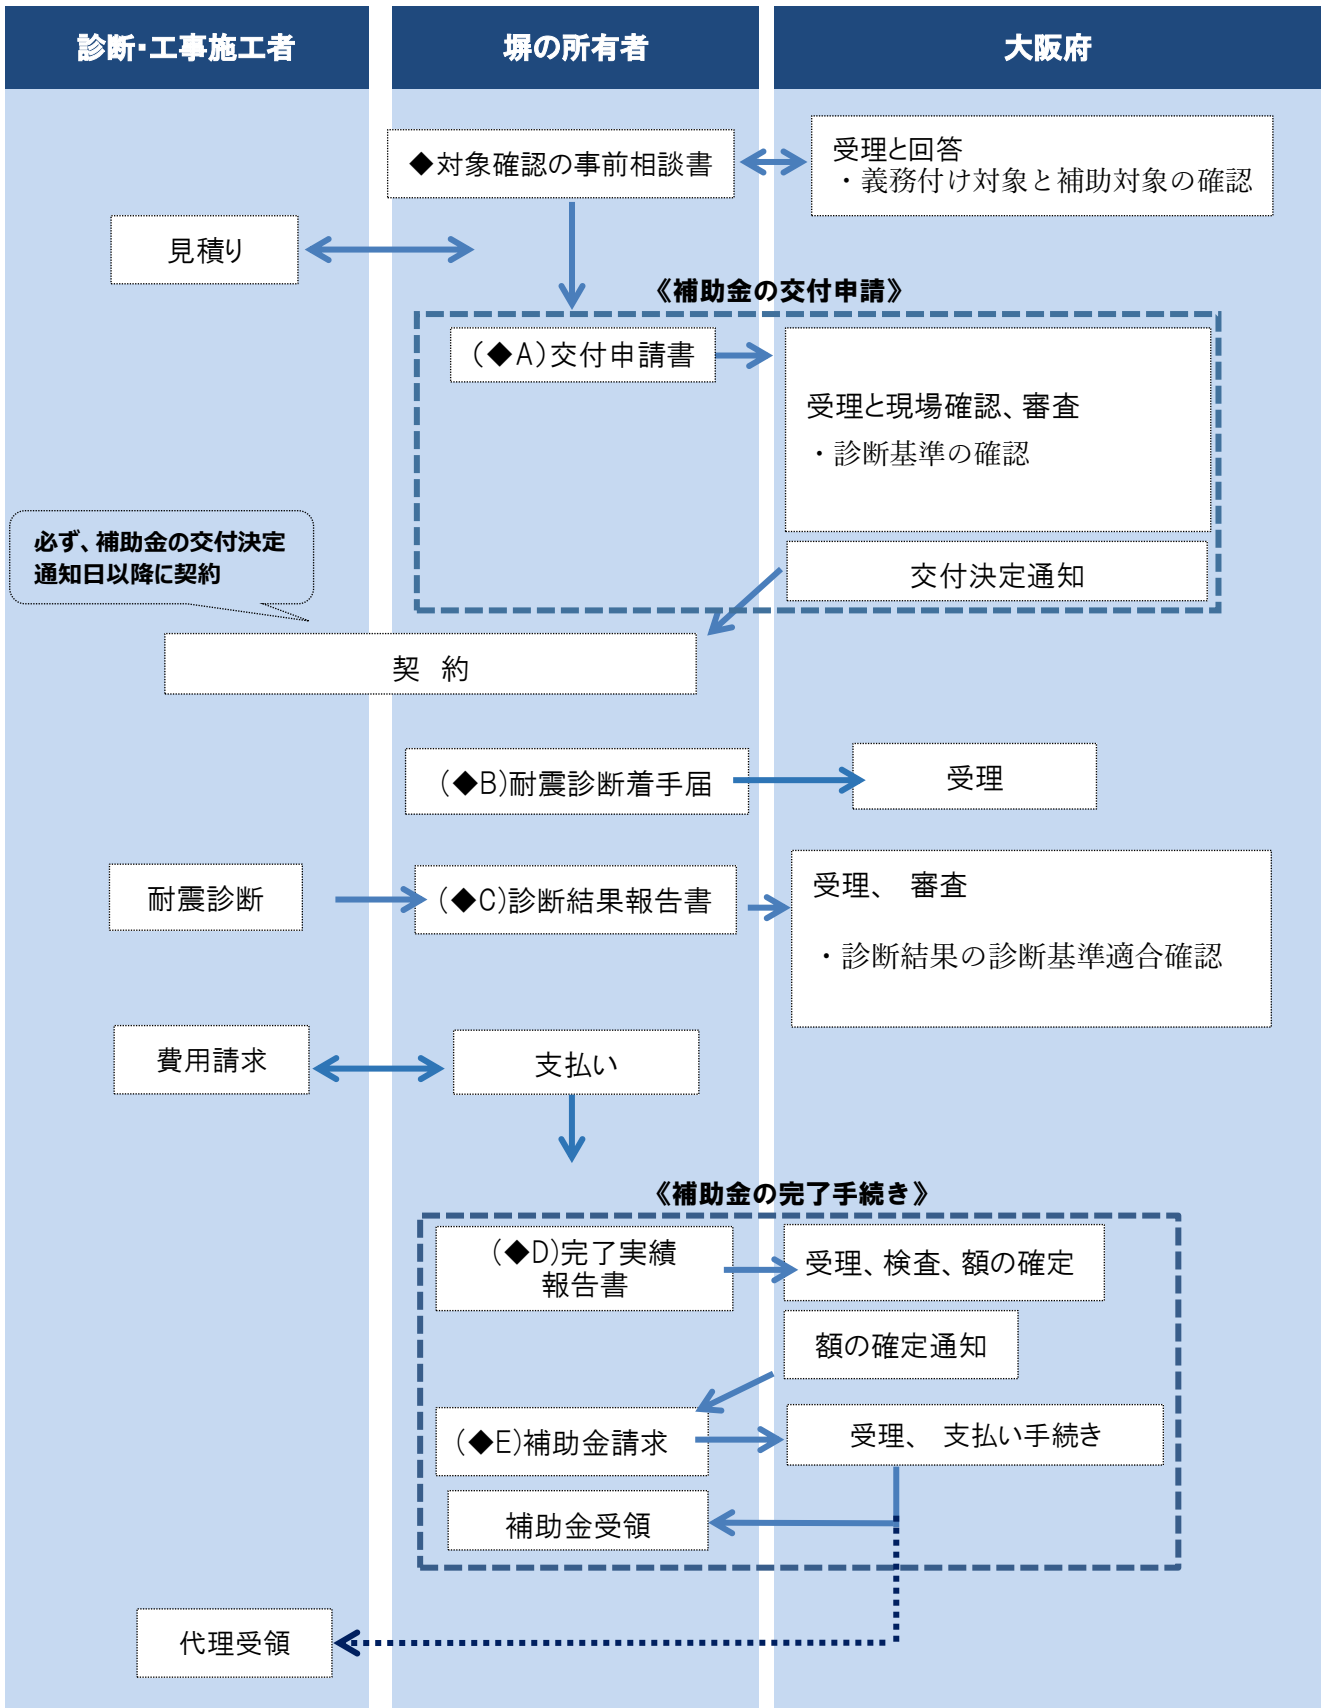 診断・工事施工者
塀の所有者
大阪府
◆対象確認の事前相談書
受理と回答
・義務付け対象と補助対象の確認
見積り
《補助金の交付申請》
(◆A)交付申請書
受理と現場確認、審査
・診断基準の確認
必ず、補助金の交付決定
通知日以降に契約
交付決定通知
契 約
(◆B)耐震診断着手届
受理
耐震診断
(◆C)診断結果報告書
受理、 審査
・診断結果の診断基準適合確認
費用請求
支払い
《補助金の完了手続き》
(◆D)完了実績
報告書
受理、検査、額の確定
額の確定通知
(◆E)補助金請求
受理、 支払い手続き
補助金受領
代理受領